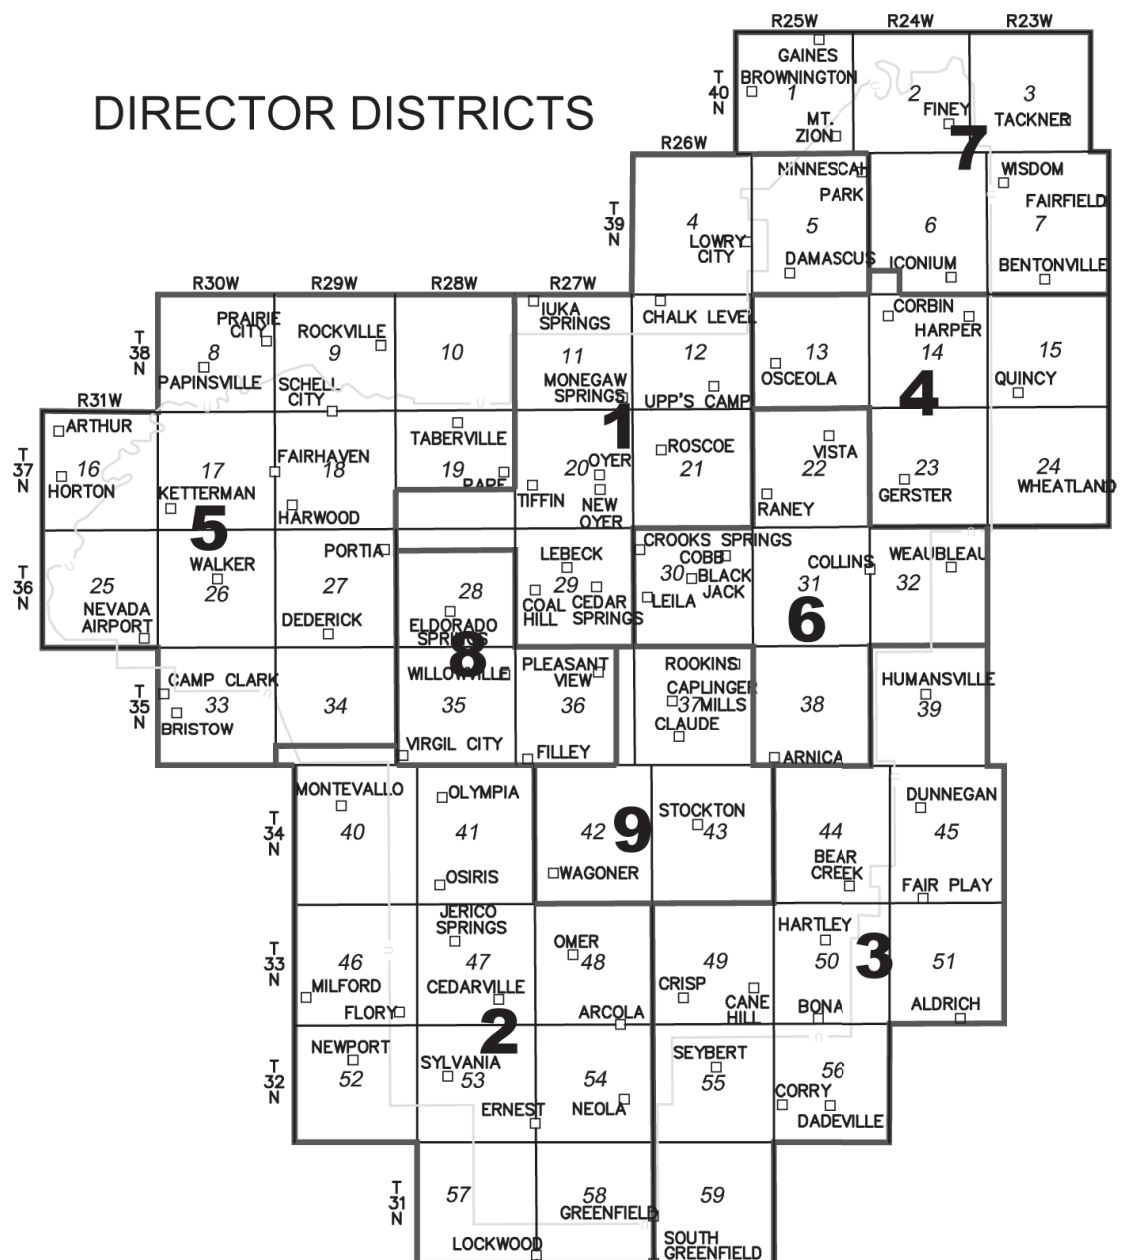 R25W R24W R23W
GAINES
BROWNINGTON
T
40
N
1
2
3
DIRECTOR DISTRICTS
FINEY
TACKNER
MT.
ZION
7
R26W
NINNESCAH
PARK
WISDOM
FAIRFIELD
T
39
N
4
5
6
7
LOWRY
CITY
DAMASCUS
ICONIUM
BENTONVILLE
R30W R29W R28W R27W
IUKA
SPRINGS
CHALK LEVEL
CORBIN
HARPER
PRAIRIE
CITY
ROCKVILLE
T
38
N
8
9
10
11
12
13
14
15
PAPINSVILLE
SCHELL
CITY
MONEGAW
SPRINGS
UPP'S CAMP
OSCEOLA
QUINCY
4
R31W
ARTHUR
TABERVILLE
1
ROSCOE
VISTA
T
37
N
16
17
FAIRHAVEN
18
19
20
OYER
21
22
23
24
HORTON
KETTERMAN
HARWOOD
TIFFIN
NEW
OYER
RANEY
GERSTER
WHEATLAND
5
PORTIA
LEBECK
CROOKS SPRINGS
COBB
COLLINS
WEAUBLEAU
T
36
N
25
WALKER
26
27
28
29
30
BLACK
JACK
31
32
NEVADA
AIRPORT
DEDERICK
ELDORADO
SPRINGS
COAL
HILL
CEDAR
SPRINGS
LEILA
6
8
WILLOWVILLE
PLEASANT
VIEW
ROOKINS
T
35
N
CAMP CLARK
33
34
35
36
CAPLINGER
37
MILLS
38
HUMANSVILLE
39
BRISTOW
CLAUDE
VIRGIL CITY
FILLEY
ARNICA
MONTEVALLO
OLYMPIA
STOCKTON
DUNNEGAN
T
34
N
40
41
42
9
43
44
45
OSIRIS
WAGONER
BEAR
CREEK
FAIR PLAY
JERICO
SPRINGS
HARTLEY
OMER
T
33
N
46
47
48
49
50
3
51
MILFORD
CEDARVILLE
CRISP
FLORY
ARCOLA
CANE
HILL
BONA
ALDRICH
2
NEWPORT
SYLVANIA
SEYBERT
T
32
N
52
53
54
55
56
ERNEST
NEOLA
CORRY
DADEVILLE
T
31
N
57
58
59
GREENFIELD
LOCKWOOD
SOUTH
GREENFIELD